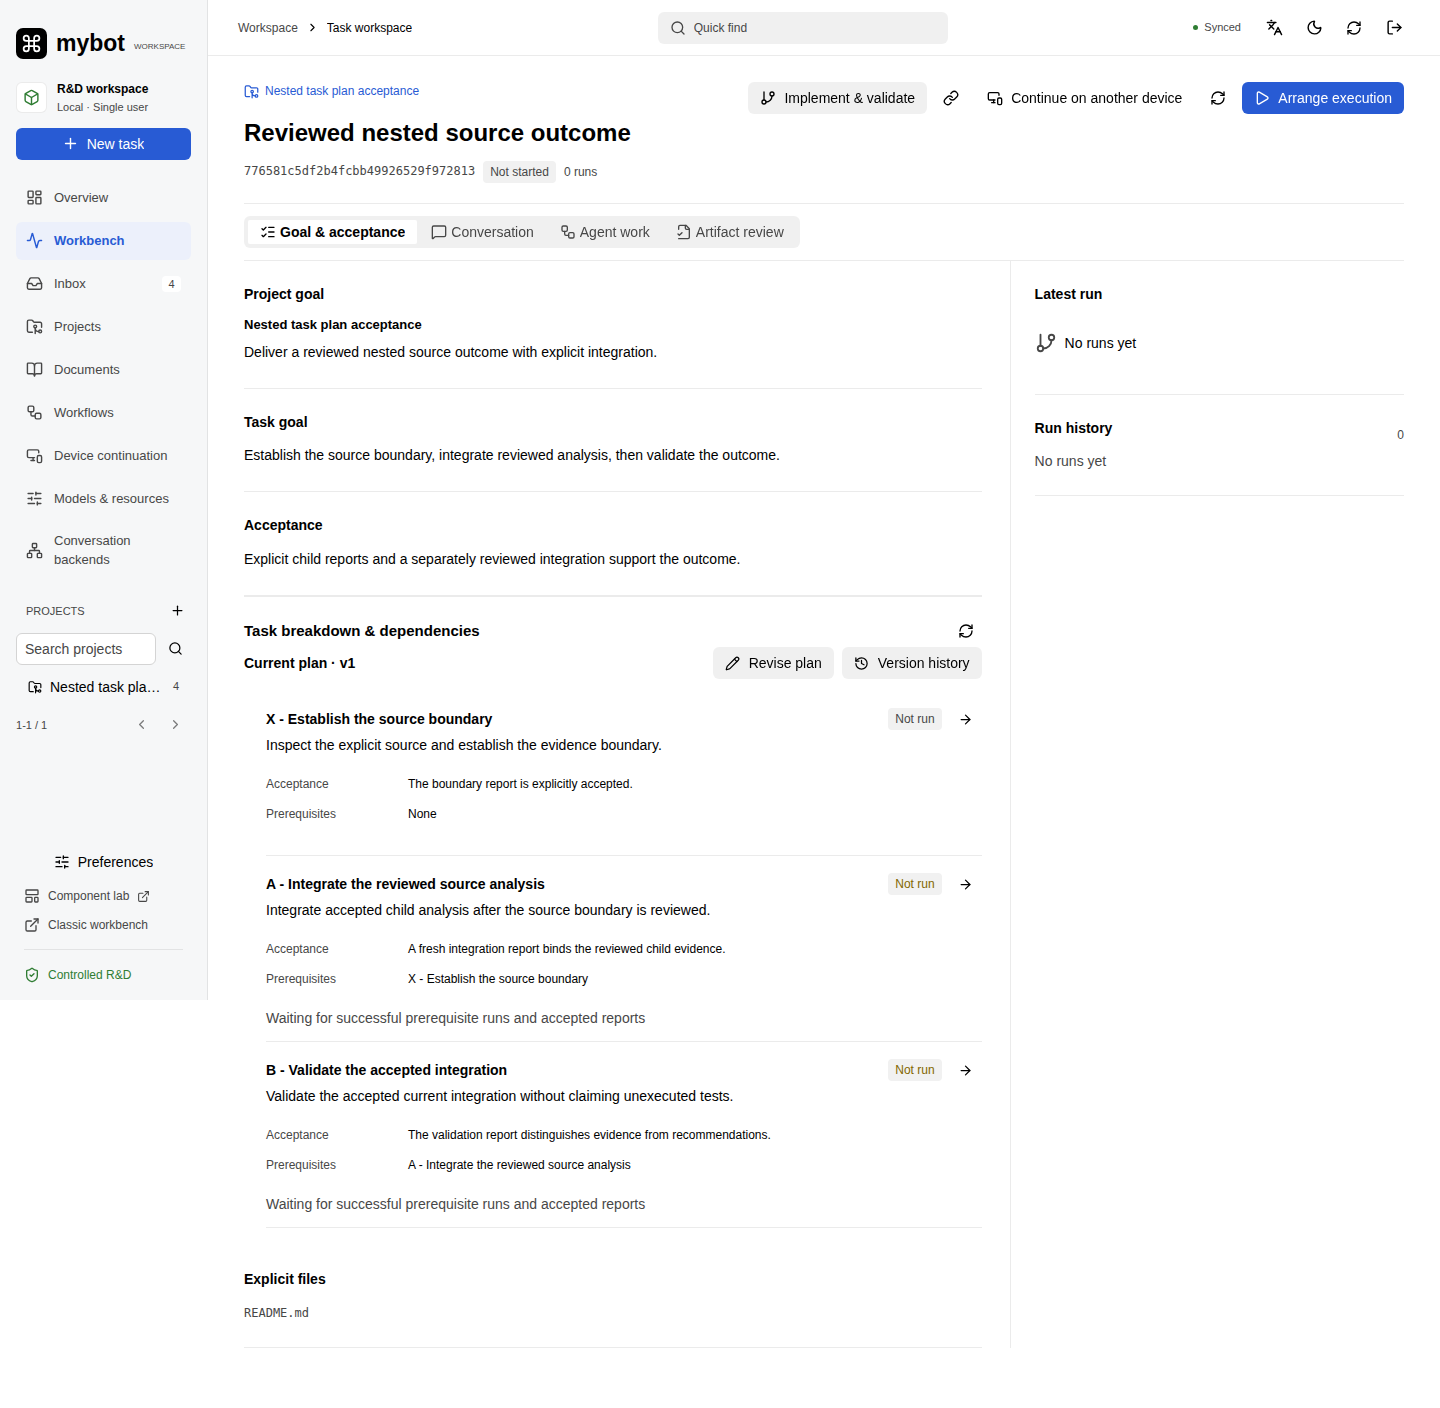 mybot WORKSPACE
R&D workspace
Local · Single user
New task
Overview
Workbench
Inbox 4
Projects
Documents
Workflows
Device continuation
Models & resources
Conversation
backends
PROJECTS
Search projects
Nested task pla… 4
1-1 / 1
Preferences
Component lab
Classic workbench
Controlled R&D
Workspace Task workspace
Quick find
Synced
Nested task plan acceptance
Implement & validate
Continue on another device
Arrange execution
Reviewed nested source outcome
776581c5df2b4fcbb49926529f972813 Not started 0 runs
Goal & acceptance Conversation Agent work Artifact review
Project goal
Nested task plan acceptance
Deliver a reviewed nested source outcome with explicit integration.
Task goal
Establish the source boundary, integrate reviewed analysis, then validate the outcome.
Acceptance
Explicit child reports and a separately reviewed integration support the outcome.
Task breakdown & dependencies
Current plan · v1 Revise plan Version history
X - Establish the source boundary Not run
Inspect the explicit source and establish the evidence boundary.
Acceptance The boundary report is explicitly accepted.
Prerequisites None
A - Integrate the reviewed source analysis Not run
Integrate accepted child analysis after the source boundary is reviewed.
Acceptance A fresh integration report binds the reviewed child evidence.
Prerequisites X - Establish the source boundary
Waiting for successful prerequisite runs and accepted reports
B - Validate the accepted integration Not run
Validate the accepted current integration without claiming unexecuted tests.
Acceptance The validation report distinguishes evidence from recommendations.
Prerequisites A - Integrate the reviewed source analysis
Waiting for successful prerequisite runs and accepted reports
Explicit files
README.md
Latest run
No runs yet
Run history 0
No runs yet